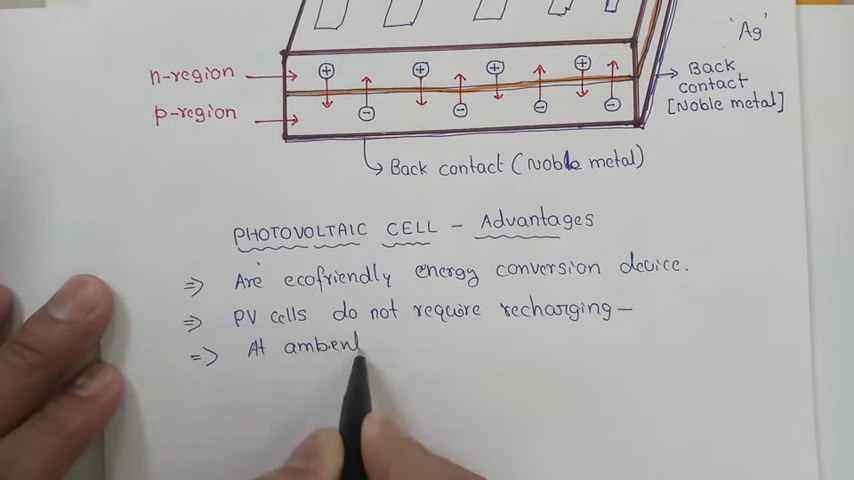 'Ag'
n-region
p-region
Back
contact
[Noble metal]
Back contact (Noble metal)
PHOTOVOLTAIC CELL - Advantages
⇒ Are ecofriendly energy conversion device.
⇒ PV cells do not require recharging -
⇒ At ambent